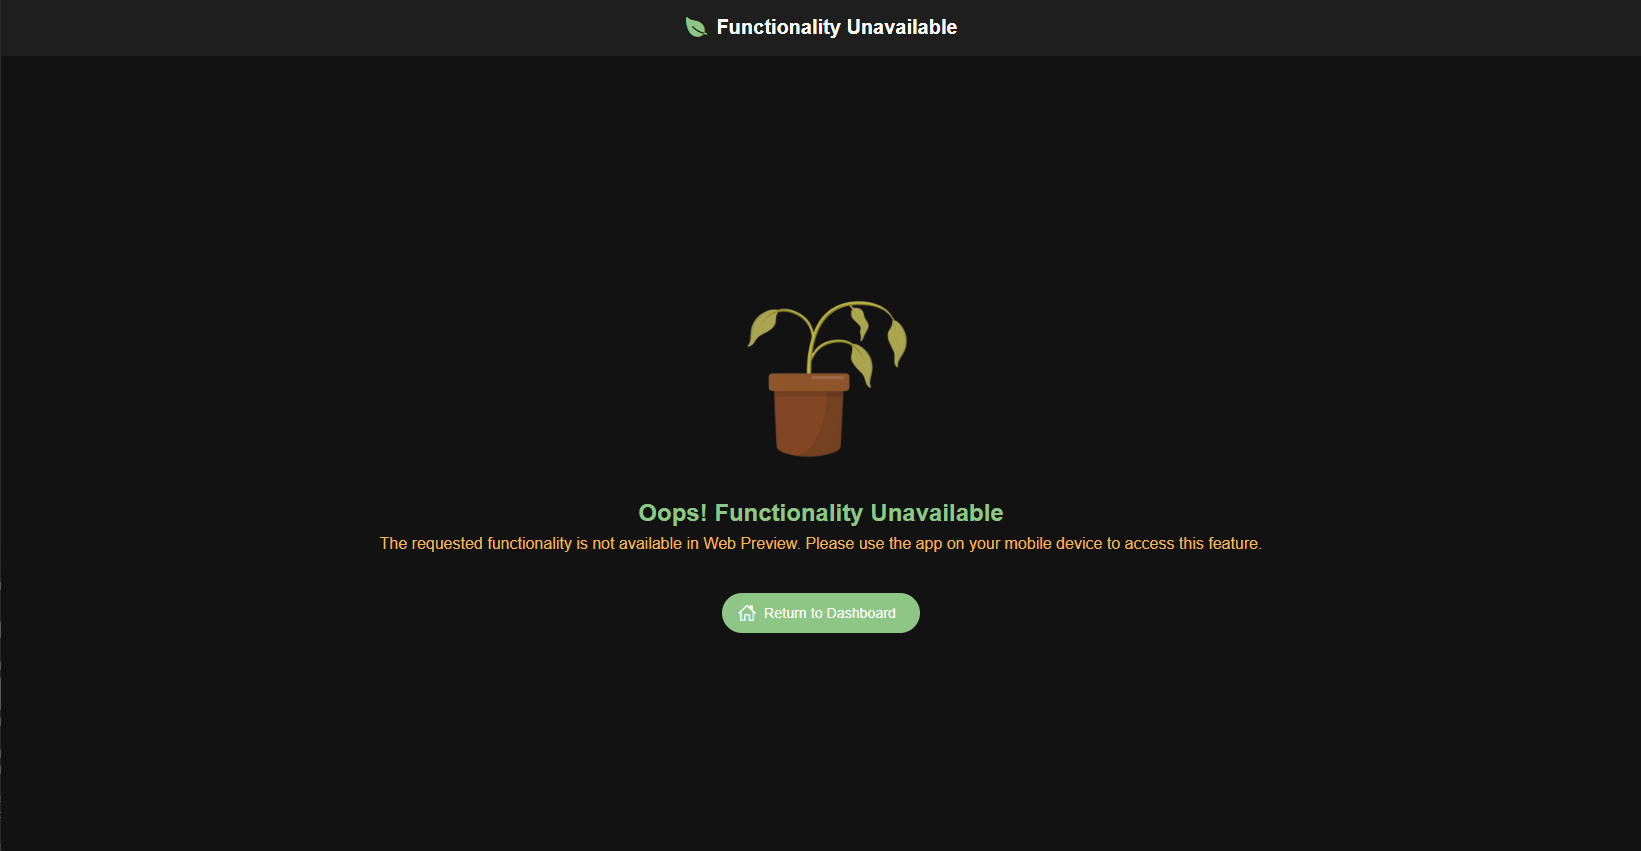 Functionality Unavailable
Oops! Functionality Unavailable
The requested functionality is not available in Web Preview. Please use the app on your mobile device to access this feature.
Return to Dashboard